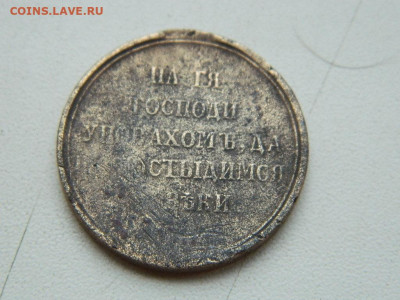 COINS.LAVE.RU
НА ТЯ
ГОСПОДИ
УПОВАХОМЪ, ДА
ПОСТЫДИМСЯ
ВѢКИ.